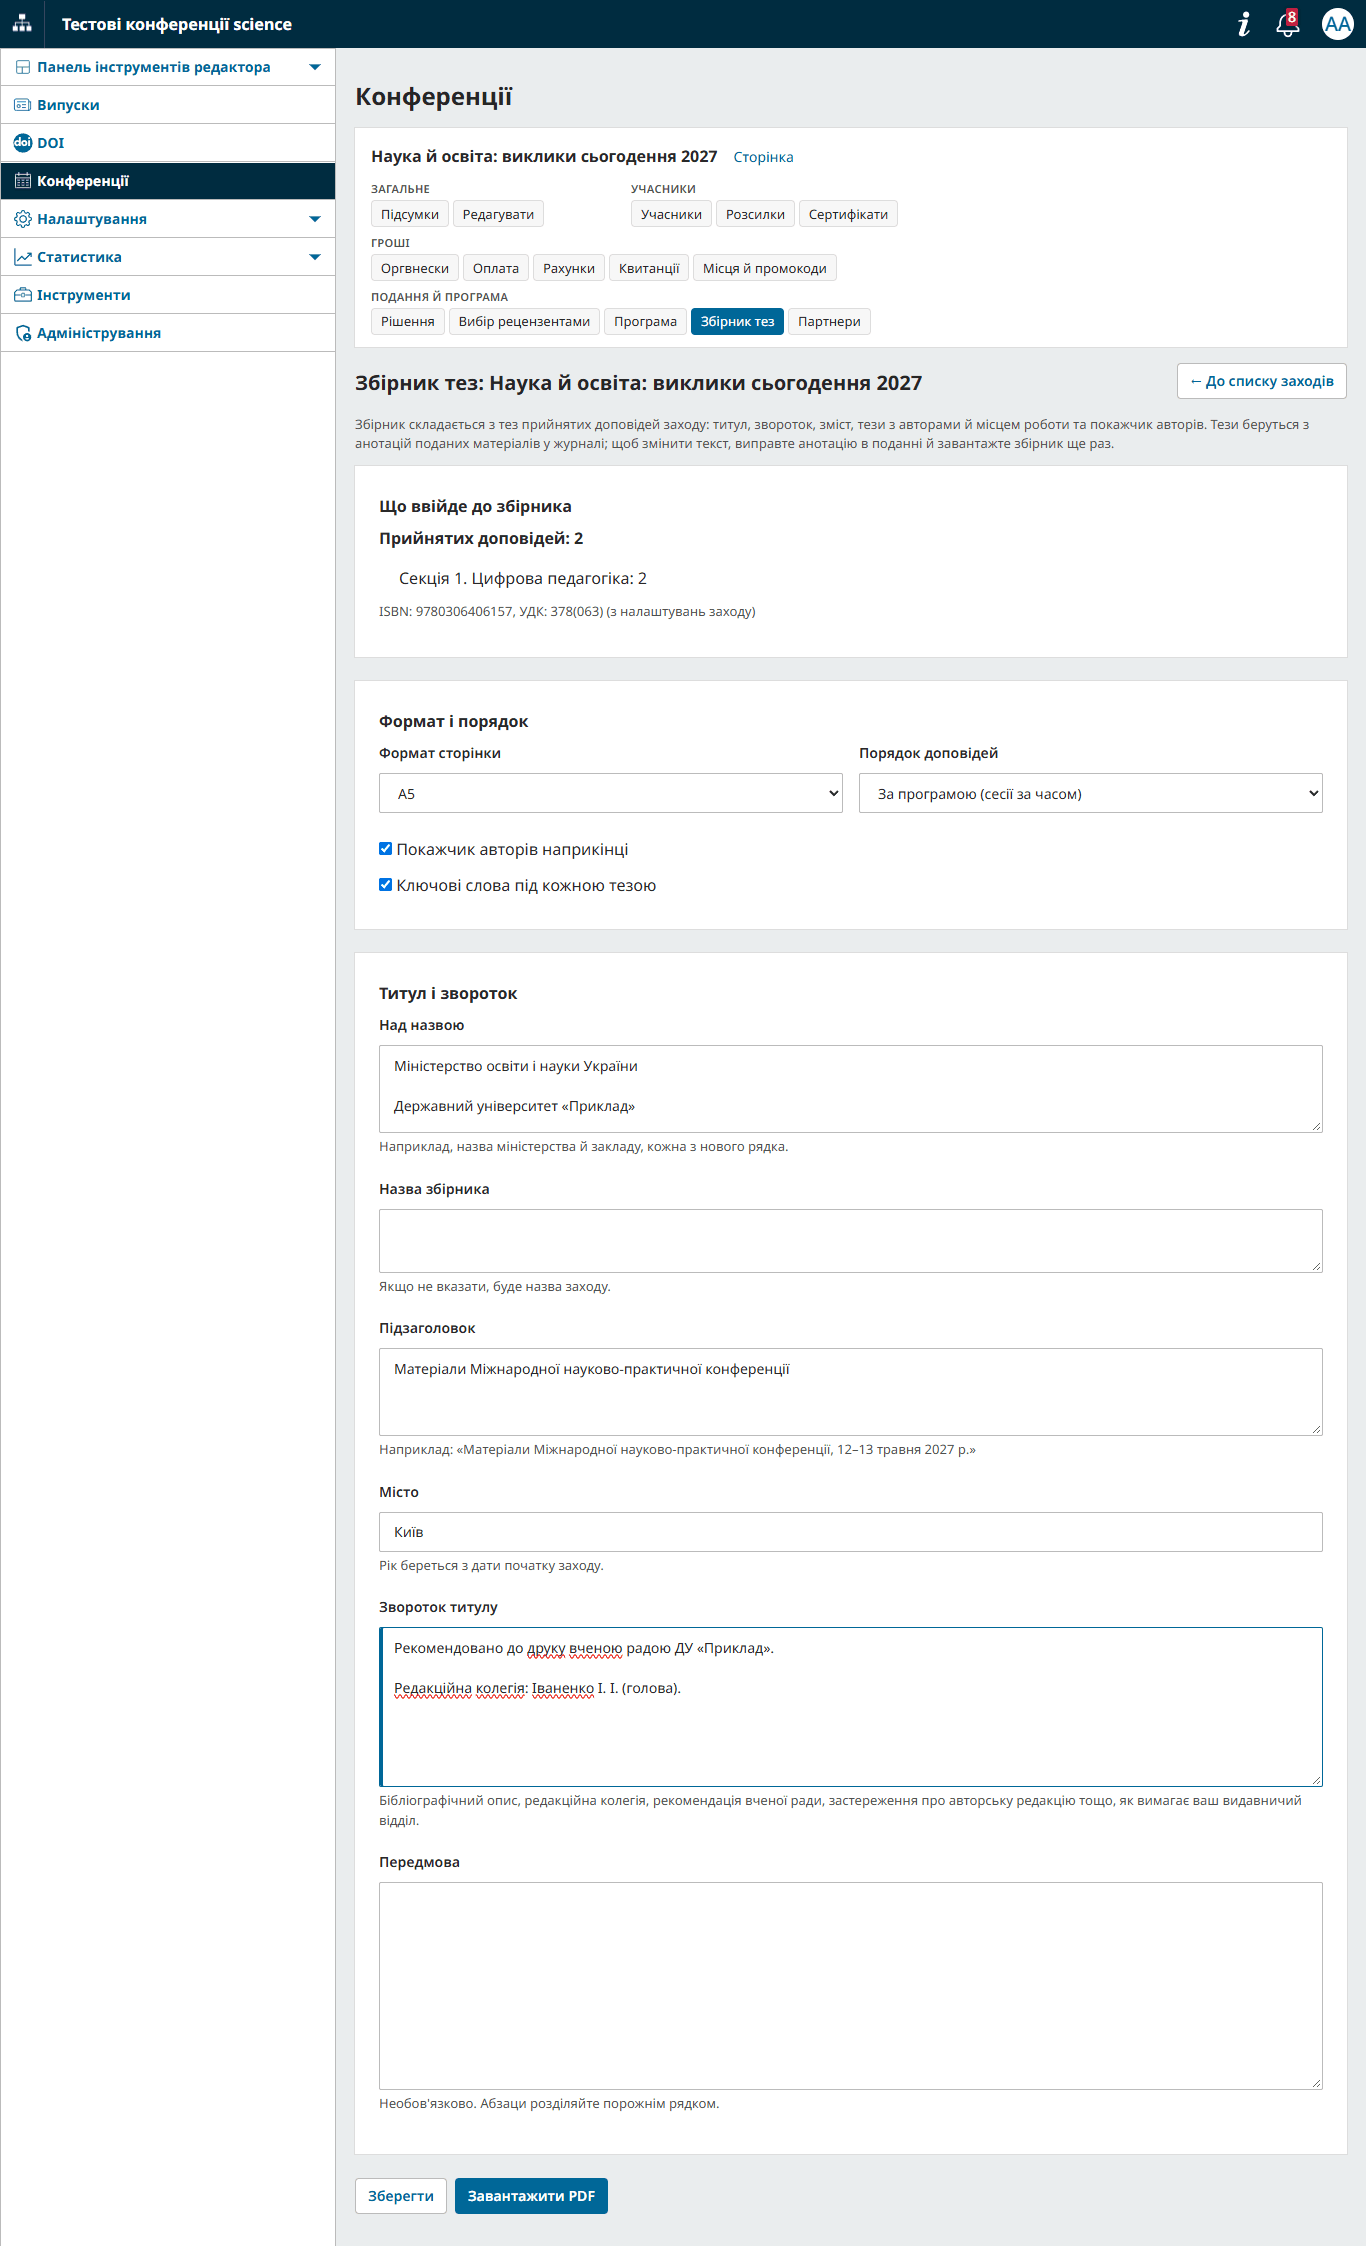 Тестові конференції science
8
AA
Панель інструментів редактора
Випуски
doi DOI
Конференції
Налаштування
Статистика
Інструменти
Адміністрування
Конференції
Наука й освіта: виклики сьогодення 2027 Сторінка
ЗАГАЛЬНЕ
Підсумки Редагувати
УЧАСНИКИ
Учасники Розсилки Сертифікати
ГРОШІ
Оргвнески Оплата Рахунки Квитанції Місця й промокоди
ПОДАННЯ Й ПРОГРАМА
Рішення Вибір рецензентами Програма Збірник тез Партнери
Збірник тез: Наука й освіта: виклики сьогодення 2027
← До списку заходів
Збірник складається з тез прийнятих доповідей заходу: титул, звороток, зміст, тези з авторами й місцем роботи та покажчик авторів. Тези беруться з
анотацій поданих матеріалів у журналі; щоб змінити текст, виправте анотацію в поданні й завантажте збірник ще раз.
Що ввійде до збірника
Прийнятих доповідей: 2
Секція 1. Цифрова педагогіка: 2
ISBN: 9780306406157, УДК: 378(063) (з налаштувань заходу)
Формат і порядок
Формат сторінки
A5
Порядок доповідей
За програмою (сесії за часом)
Покажчик авторів наприкінці
Ключові слова під кожною тезою
Титул і звороток
Над назвою
Міністерство освіти і науки України
Державний університет «Приклад»
Наприклад, назва міністерства й закладу, кожна з нового рядка.
Назва збірника
Якщо не вказати, буде назва заходу.
Підзаголовок
Матеріали Міжнародної науково-практичної конференції
Наприклад: «Матеріали Міжнародної науково-практичної конференції, 12–13 травня 2027 р.»
Місто
Київ
Рік береться з дати початку заходу.
Звороток титулу
Рекомендовано до друку вченою радою ДУ «Приклад».
Редакційна колегія: Іваненко І. І. (голова).
Бібліографічний опис, редакційна колегія, рекомендація вченої ради, застереження про авторську редакцію тощо, як вимагає ваш видавничий
відділ.
Передмова
Необов'язково. Абзаци розділяйте порожнім рядком.
Зберегти
Завантажити PDF